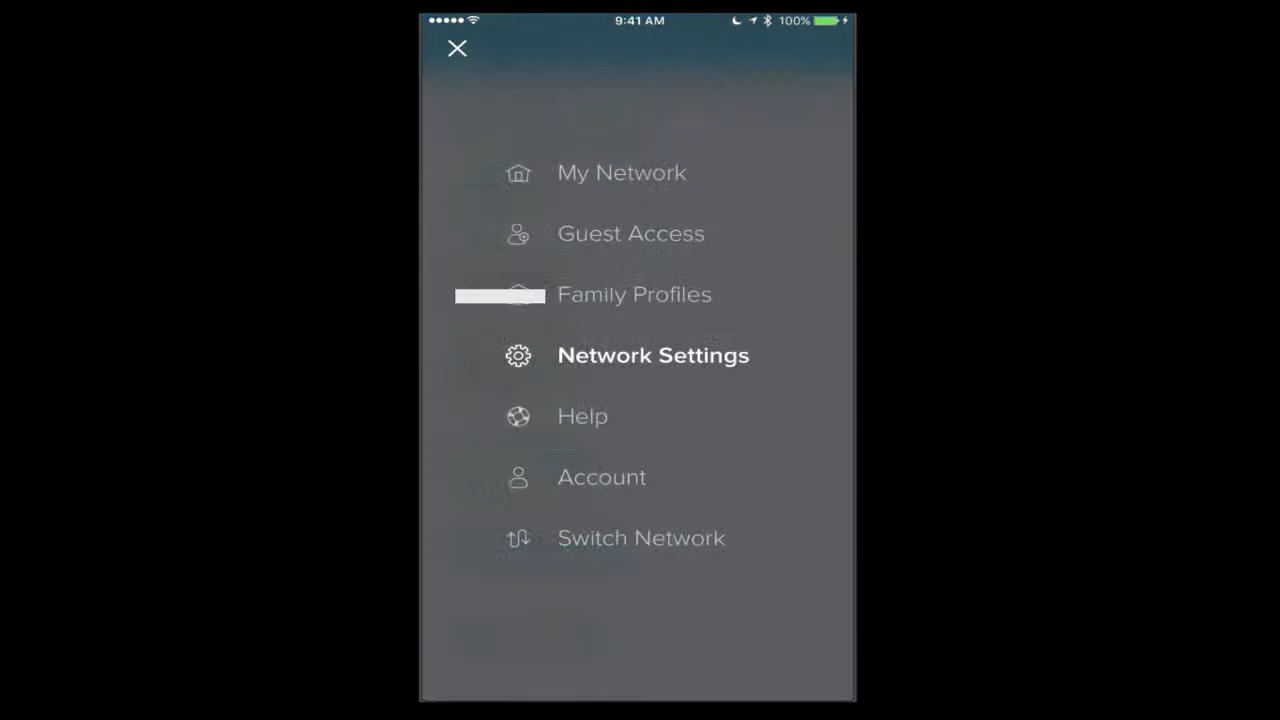 9:41 AM
100%
My Network
Guest Access
Family Profiles
Network Settings
Help
Account
Switch Network